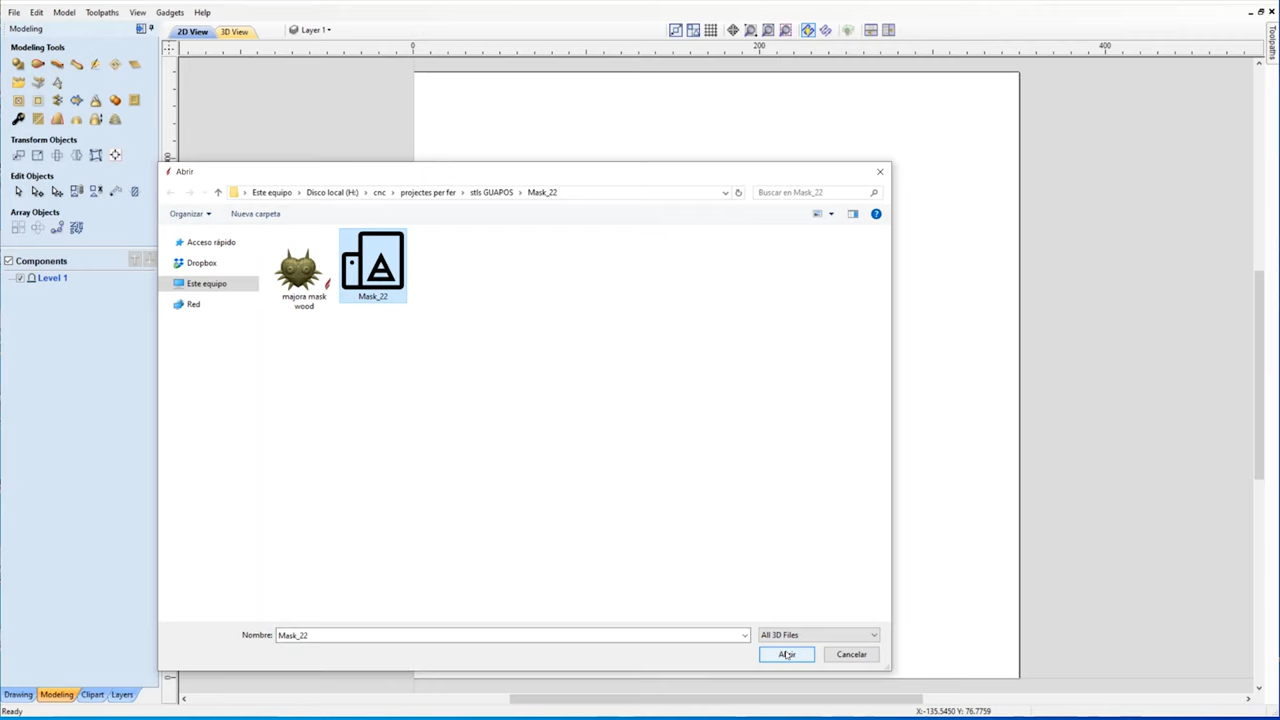 File Edit Model Toolpaths View Gadgets Help
Modeling
2D View 3D View Layer 1
Toolpaths
0 200 400
Modeling Tools
Transform Objects
Edit Objects
Array Objects
Components
Level 1
Abrir
Este equipo > Disco local (H:) > cnc > projectes per fer > stls GUAPOS > Mask_22
Buscar en Mask_22
Organizar Nueva carpeta
Acceso rápido
Dropbox
Este equipo
Red
majora mask
wood
Mask_22
Nombre: Mask_22 All 3D Files
Abrir Cancelar
Drawing Modeling Clipart Layers
Ready X:-135.5450 Y: 76.7759